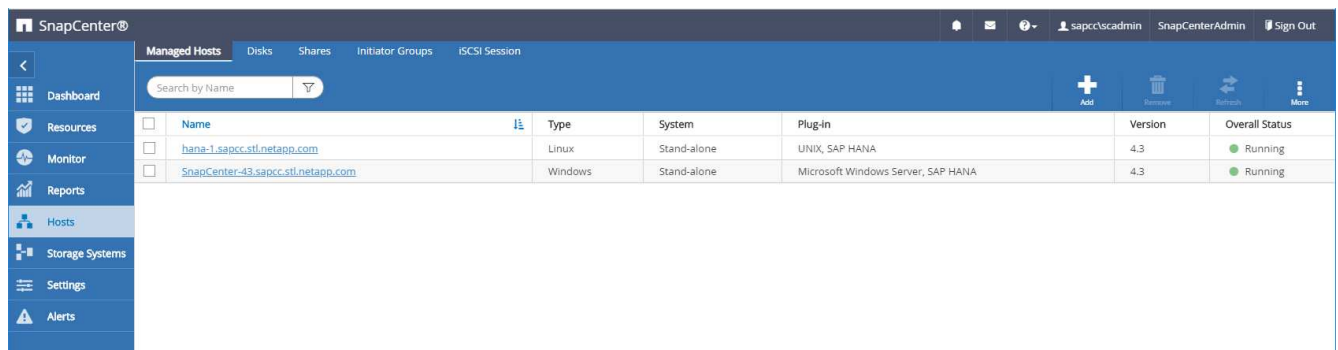 SnapCenter® sapcc\scadmin SnapCenterAdmin Sign Out
Managed Hosts Disks Shares Initiator Groups iSCSI Session
Search by Name
Add Remove Refresh More
Dashboard
Resources
Monitor
Reports
Hosts
Storage Systems
Settings
Alerts
Name Type System Plug-in Version Overall Status
hana-1.sapcc.stl.netapp.com Linux Stand-alone UNIX, SAP HANA 4.3 Running
SnapCenter-43.sapcc.stl.netapp.com Windows Stand-alone Microsoft Windows Server, SAP HANA 4.3 Running